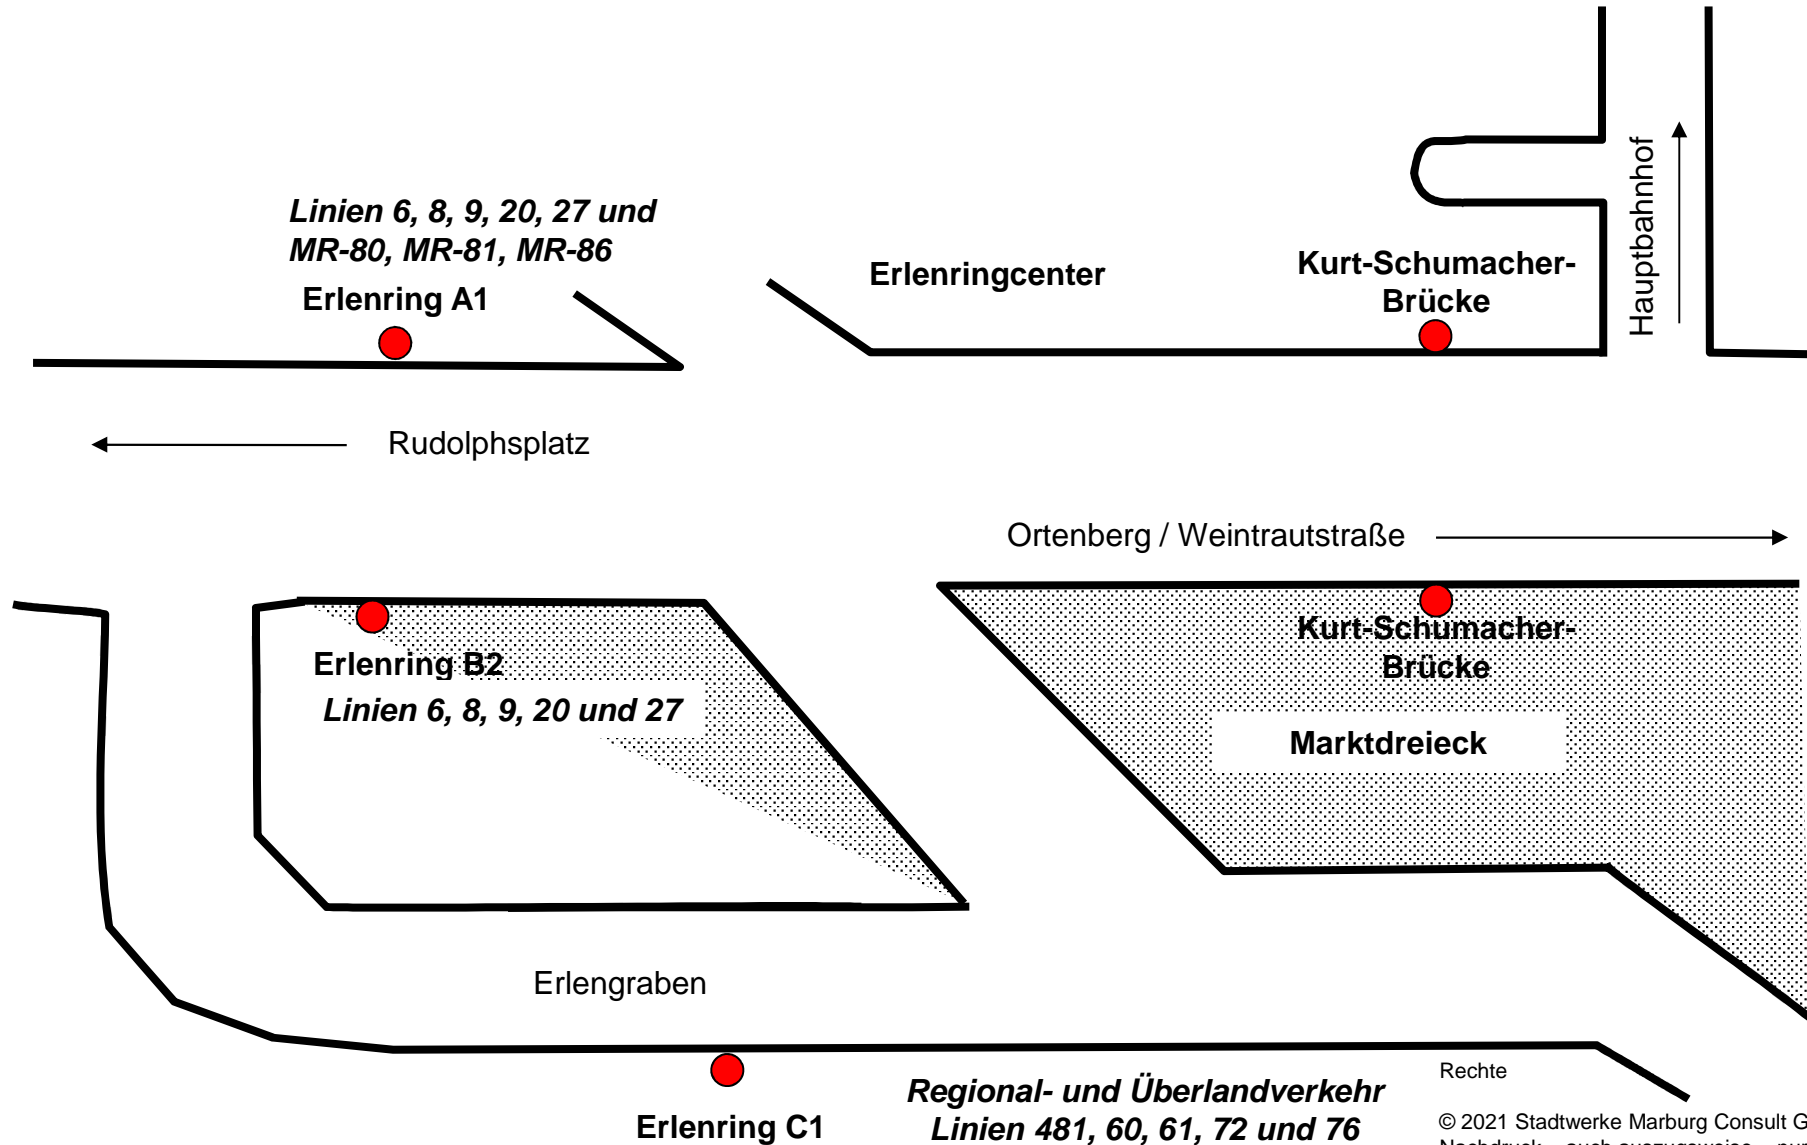 Linien 6, 8, 9, 20, 27 und
MR-80, MR-81, MR-86
Erlenring A1
Erlenringcenter
Kurt-Schumacher-
Brücke
Hauptbahnhof
Rudolphsplatz
Ortenberg / Weintrautstraße
Erlenring B2
Linien 6, 8, 9, 20 und 27
Kurt-Schumacher-
Brücke
Marktdreieck
Erlengraben
Erlenring C1
Regional- und Überlandverkehr
Linien 481, 60, 61, 72 und 76
Rechte
© 2021 Stadtwerke Marburg Consult G